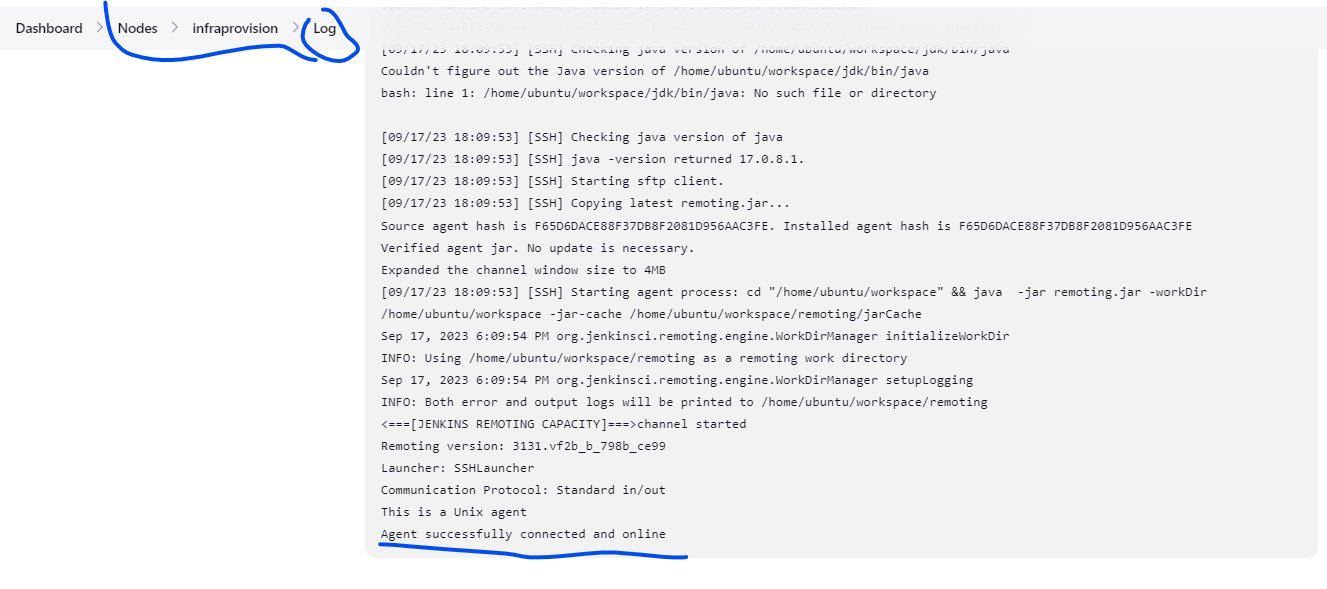 Dashboard > Nodes > infraprovision > Log
[09/17/23 18:09:53] [SSH] Checking java version of /home/ubuntu/workspace/jdk/bin/java
Couldn't figure out the Java version of /home/ubuntu/workspace/jdk/bin/java
bash: line 1: /home/ubuntu/workspace/jdk/bin/java: No such file or directory
[09/17/23 18:09:53] [SSH] Checking java version of java
[09/17/23 18:09:53] [SSH] java -version returned 17.0.8.1.
[09/17/23 18:09:53] [SSH] Starting sftp client.
[09/17/23 18:09:53] [SSH] Copying latest remoting.jar...
Source agent hash is F65D6DACE88F37DB8F2081D956AAC3FE. Installed agent hash is F65D6DACE88F37DB8F2081D956AAC3FE
Verified agent jar. No update is necessary.
Expanded the channel window size to 4MB
[09/17/23 18:09:53] [SSH] Starting agent process: cd "/home/ubuntu/workspace" && java  -jar remoting.jar -workDir
/home/ubuntu/workspace -jar-cache /home/ubuntu/workspace/remoting/jarCache
Sep 17, 2023 6:09:54 PM org.jenkinsci.remoting.engine.WorkDirManager initializeWorkDir
INFO: Using /home/ubuntu/workspace/remoting as a remoting work directory
Sep 17, 2023 6:09:54 PM org.jenkinsci.remoting.engine.WorkDirManager setupLogging
INFO: Both error and output logs will be printed to /home/ubuntu/workspace/remoting
<===[JENKINS REMOTING CAPACITY]===>channel started
Remoting version: 3131.vf2b_b_798b_ce99
Launcher: SSHLauncher
Communication Protocol: Standard in/out
This is a Unix agent
Agent successfully connected and online